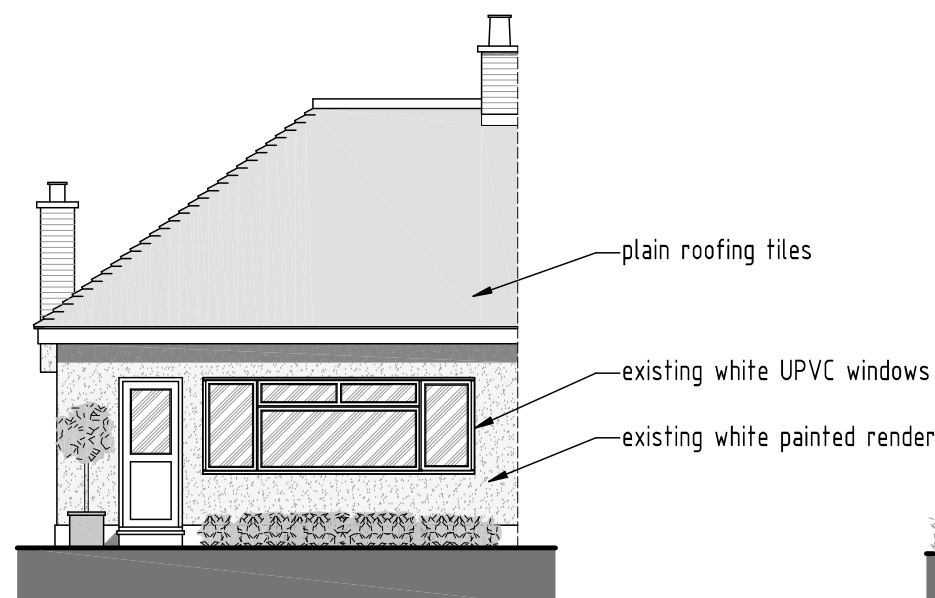 plain roofing tiles
existing white UPVC windows
existing white painted render